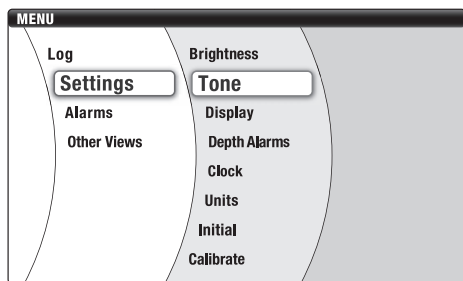 MENU
Log
Settings
Alarms
Other Views
Brightness
Tone
Display
Depth Alarms
Clock
Units
Initial
Calibrate